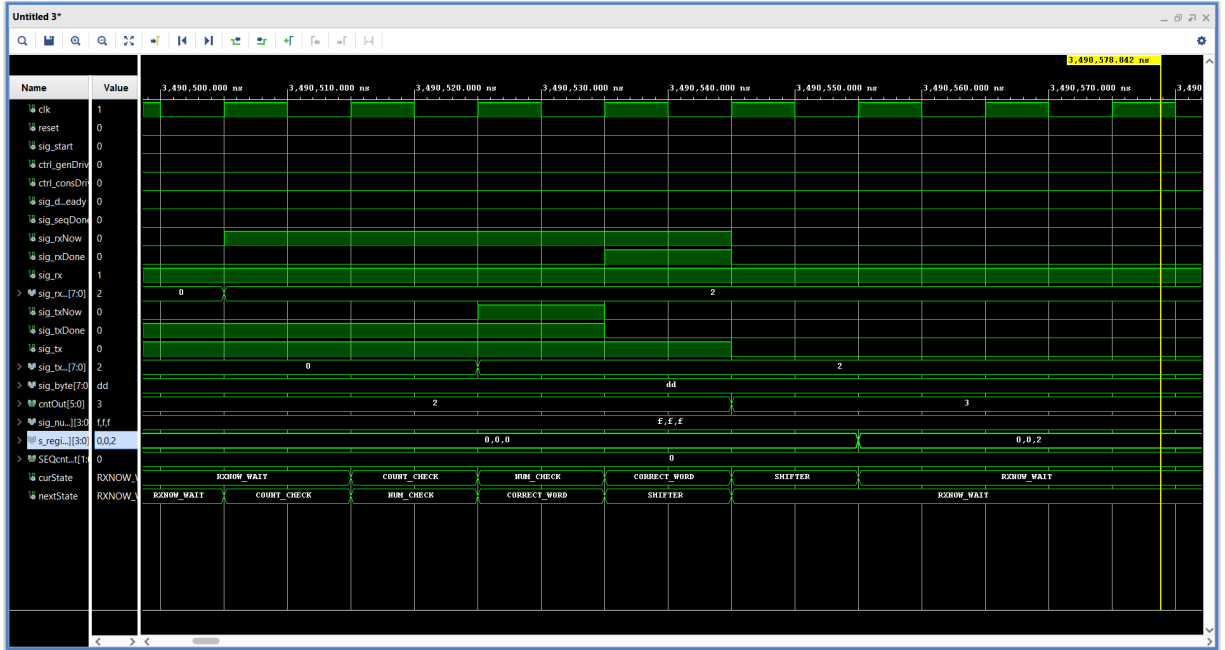 Untitled 3*
3,490,578.842 ns
Name Value
3,490,500.000 ns 3,490,510.000 ns 3,490,520.000 ns 3,490,530.000 ns 3,490,540.000 ns 3,490,550.000 ns 3,490,560.000 ns 3,490,570.000 ns 3,490
clk 1
reset 0
sig_start 0
ctrl_genDriv 0
ctrl_consDri 0
sig_d...eady 0
sig_seqDone 0
sig_rxNow 0
sig_rxDone 0
sig_rx 1
sig_rx...[7:0] 2 0 2
sig_txNow 0
sig_txDone 0
sig_tx 0
sig_tx...[7:0] 2 0 2
sig_byte[7:0 dd dd
cntOut[5:0] 3 2 3
sig_nu...][3:0 f,f,f f,f,f
s_regi...][3:0] 0,0,2 0,0,0 0,0,2
SEQcnt...t[1: 0 0
curState RXNOW_ RXNOW_WAIT COUNT_CHECK NUM_CHECK CORRECT_WORD SHIFTER RXNOW_WAIT
nextState RXNOW_ RXNOW_WAIT COUNT_CHECK NUM_CHECK CORRECT_WORD SHIFTER RXNOW_WAIT